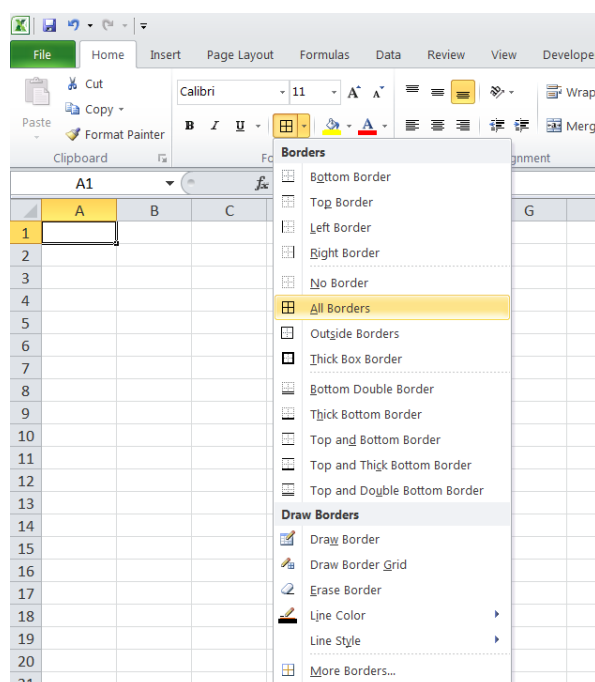 File Home Insert Page Layout Formulas Data Review View Develope
Cut
Copy
Format Painter
Paste
Calibri 11 A A
B I U A
Wrap
Merg
Clipboard Fo gnment
A1 fx
Borders
Bottom Border
Top Border
Left Border
Right Border
No Border
All Borders
Outside Borders
Thick Box Border
Bottom Double Border
Thick Bottom Border
Top and Bottom Border
Top and Thick Bottom Border
Top and Double Bottom Border
Draw Borders
Draw Border
Draw Border Grid
Erase Border
Line Color
Line Style
More Borders...
A B C G
1
2
3
4
5
6
7
8
9
10
11
12
13
14
15
16
17
18
19
20
21